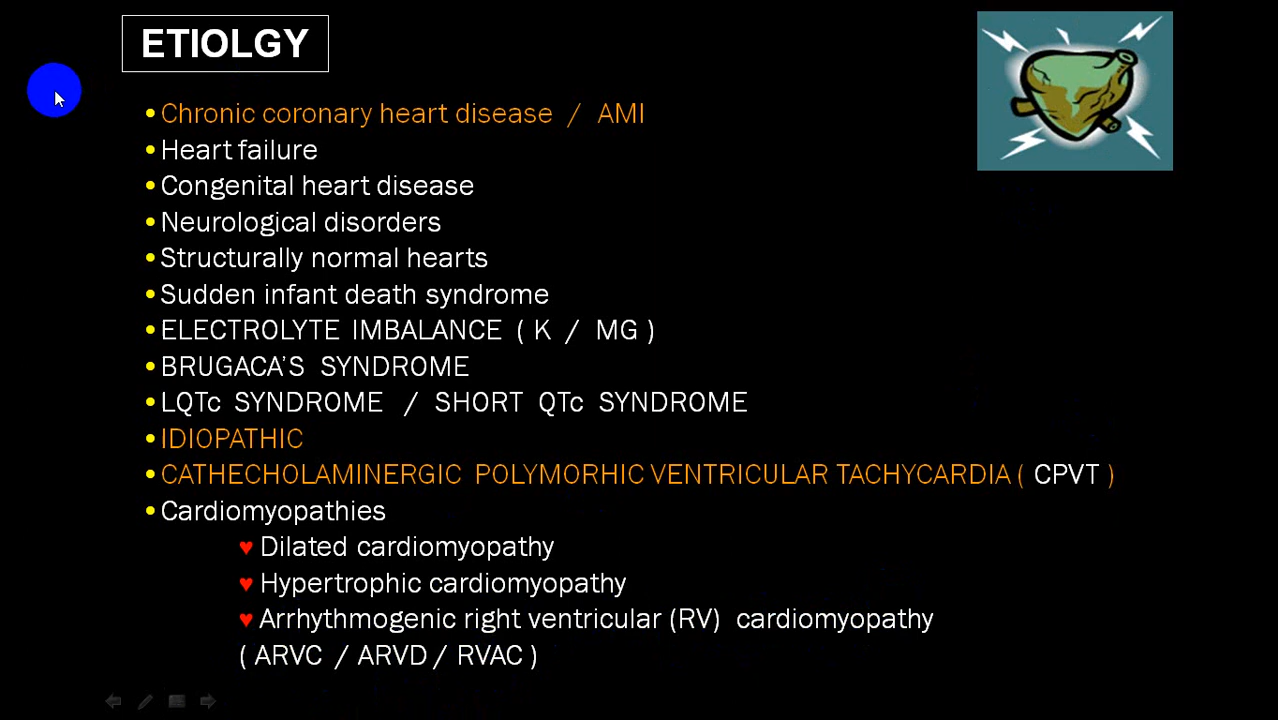 ETIOLGY
•Chronic coronary heart disease / AMI
•Heart failure
•Congenital heart disease
•Neurological disorders
•Structurally normal hearts
•Sudden infant death syndrome
•ELECTROLYTE IMBALANCE ( K / MG )
•BRUGACA'S SYNDROME
•LQTc SYNDROME / SHORT QTc SYNDROME
•IDIOPATHIC
•CATHECHOLAMINERGIC POLYMORHIC VENTRICULAR TACHYCARDIA ( CPVT )
•Cardiomyopathies
♥ Dilated cardiomyopathy
♥ Hypertrophic cardiomyopathy
♥ Arrhythmogenic right ventricular (RV) cardiomyopathy
( ARVC / ARVD / RVAC )